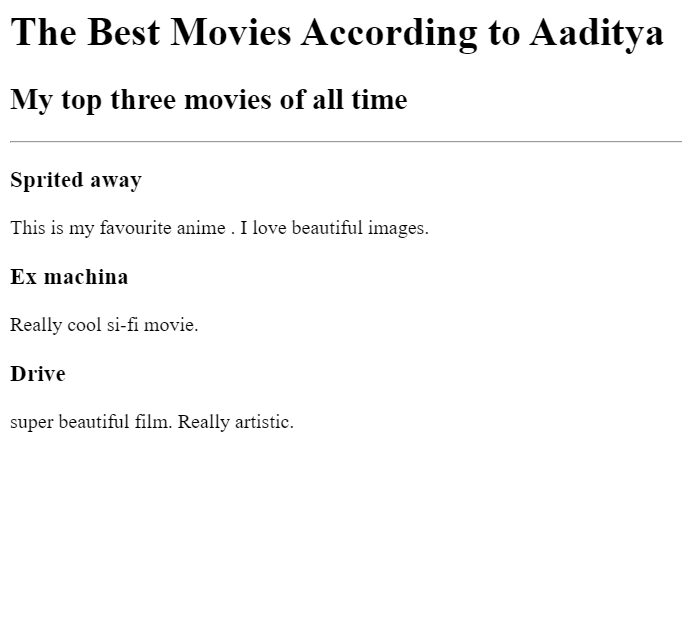 The Best Movies According to Aaditya
My top three movies of all time
Sprited away
This is my favourite anime . I love beautiful images.
Ex machina
Really cool si-fi movie.
Drive
super beautiful film. Really artistic.